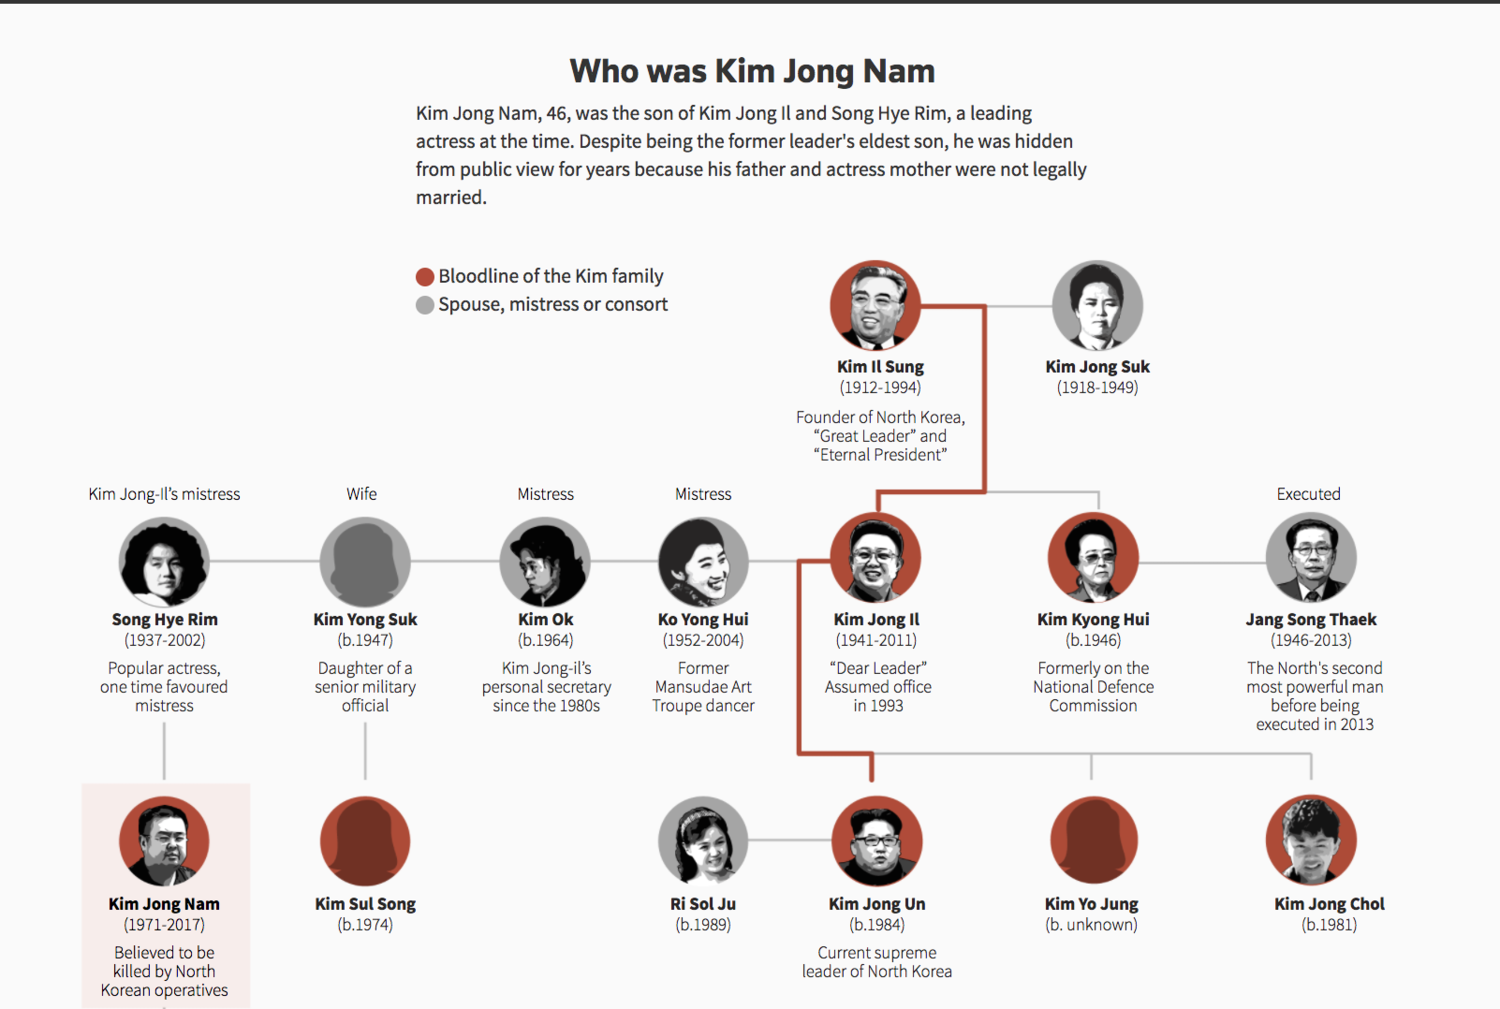 Who was Kim Jong Nam
Kim Jong Nam, 46, was the son of Kim Jong Il and Song Hye Rim, a leading
actress at the time. Despite being the former leader's eldest son, he was hidden
from public view for years because his father and actress mother were not legally
married.
Bloodline of the Kim family
Spouse, mistress or consort
Kim Il Sung
(1912-1994)
Founder of North Korea,
“Great Leader” and
“Eternal President”
Kim Jong Suk
(1918-1949)
Kim Jong-Il’s mistress
Song Hye Rim
(1937-2002)
Popular actress,
one time favoured
mistress
Wife
Kim Yong Suk
(b.1947)
Daughter of a
senior military
official
Mistress
Kim Ok
(b.1964)
Kim Jong-il’s
personal secretary
since the 1980s
Mistress
Ko Yong Hui
(1952-2004)
Former
Mansudae Art
Troupe dancer
Kim Jong Il
(1941-2011)
“Dear Leader”
Assumed office
in 1993
Kim Kyong Hui
(b.1946)
Formerly on the
National Defence
Commission
Executed
Jang Song Thaek
(1946-2013)
The North's second
most powerful man
before being
executed in 2013
Kim Jong Nam
(1971-2017)
Believed to be
killed by North
Korean operatives
Kim Sul Song
(b.1974)
Ri Sol Ju
(b.1989)
Kim Jong Un
(b.1984)
Current supreme
leader of North Korea
Kim Yo Jung
(b. unknown)
Kim Jong Chol
(b.1981)